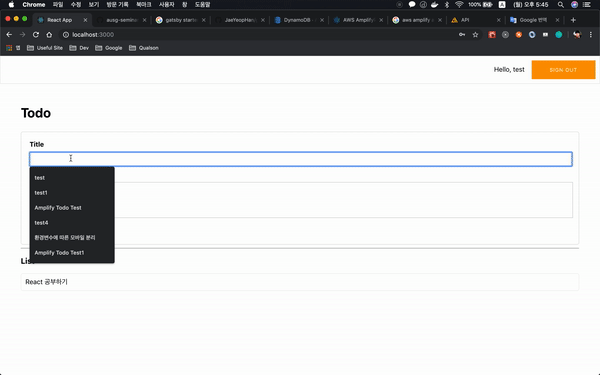 Chrome 파일 수정 보기 방문 기록 북마크 사용자 창 도움말 100% (월) 오후 5:45
React App ausg-semina gatsby starte JaeYeopHan DynamoDB AWS Amplify aws amplify API Google 번역
localhost:3000
앱 Useful Site Dev Google Qualson
Hello, test SIGN OUT
Todo
Title
test
test1
Amplify Todo Test
test4
환경변수에 따른 모바일 분리
Amplify Todo Test1
List
React 공부하기